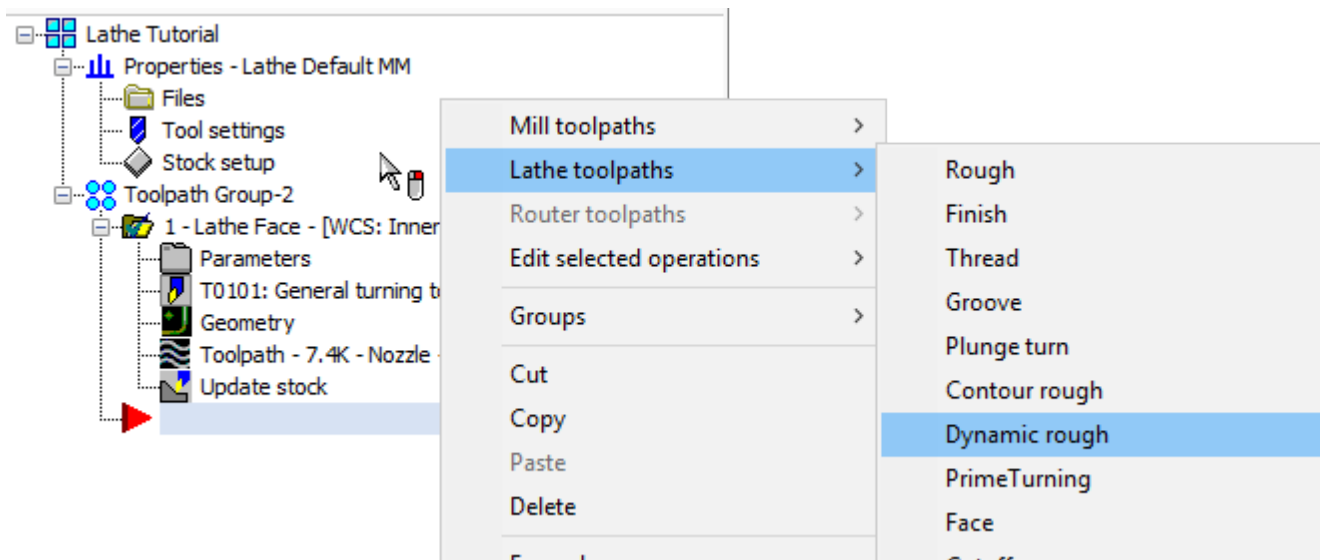 Lathe Tutorial
Properties - Lathe Default MM
Files
Tool settings
Stock setup
Toolpath Group-2
1 - Lathe Face - [WCS: Inner
Parameters
T0101: General turning
Geometry
Toolpath - 7.4K - Nozzle -
Update stock
Mill toolpaths
Lathe toolpaths
Router toolpaths
Edit selected operations
Groups
Cut
Copy
Paste
Delete
Rough
Finish
Thread
Groove
Plunge turn
Contour rough
Dynamic rough
PrimeTurning
Face